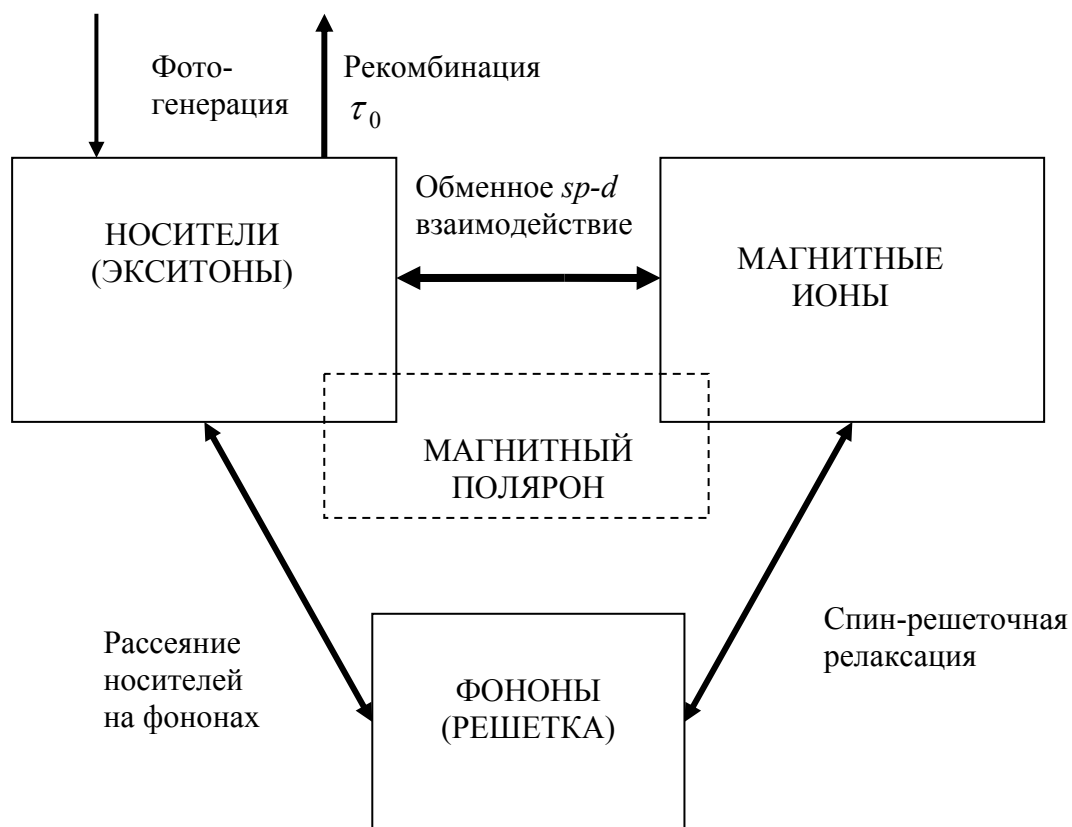 Фото-
генерация
Рекомбинация
τ₀
НОСИТЕЛИ
(ЭКСИТОНЫ)
Обменное sp-d
взаимодействие
МАГНИТНЫЕ
ИОНЫ
МАГНИТНЫЙ
ПОЛЯРОН
Рассеяние
носителей
на фононах
Спин-решеточная
релаксация
ФОНОНЫ
(РЕШЕТКА)